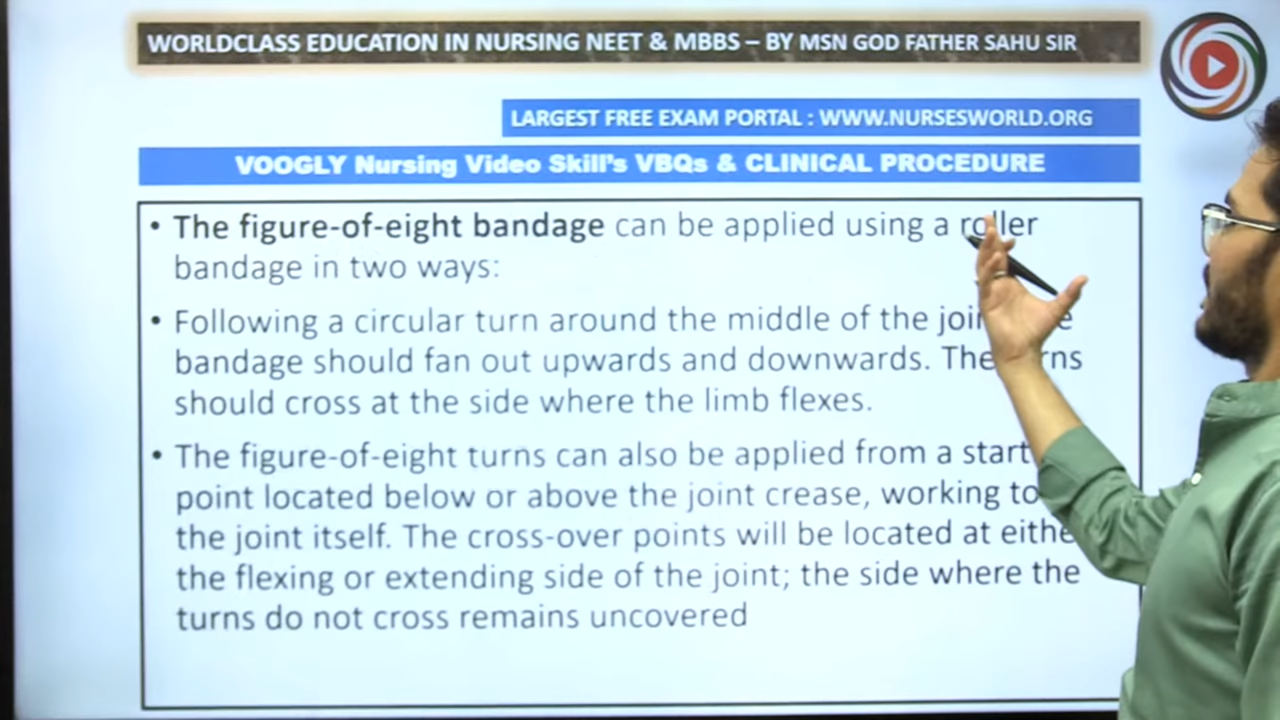 WORLDCLASS EDUCATION IN NURSING NEET & MBBS – BY MSN GOD FATHER SAHU SIR
LARGEST FREE EXAM PORTAL : WWW.NURSESWORLD.ORG
VOOGLY Nursing Video Skill's VBQs & CLINICAL PROCEDURE
• The figure-of-eight bandage can be applied using a roller
bandage in two ways:
• Following a circular turn around the middle of the
bandage should fan out upwards and downwards. The
should cross at the side where the limb flexes.
• The figure-of-eight turns can also be applied from a start
point located below or above the joint crease, working
the joint itself. The cross-over points will be located at
the flexing or extending side of the joint; the side where the
turns do not cross remains uncovered